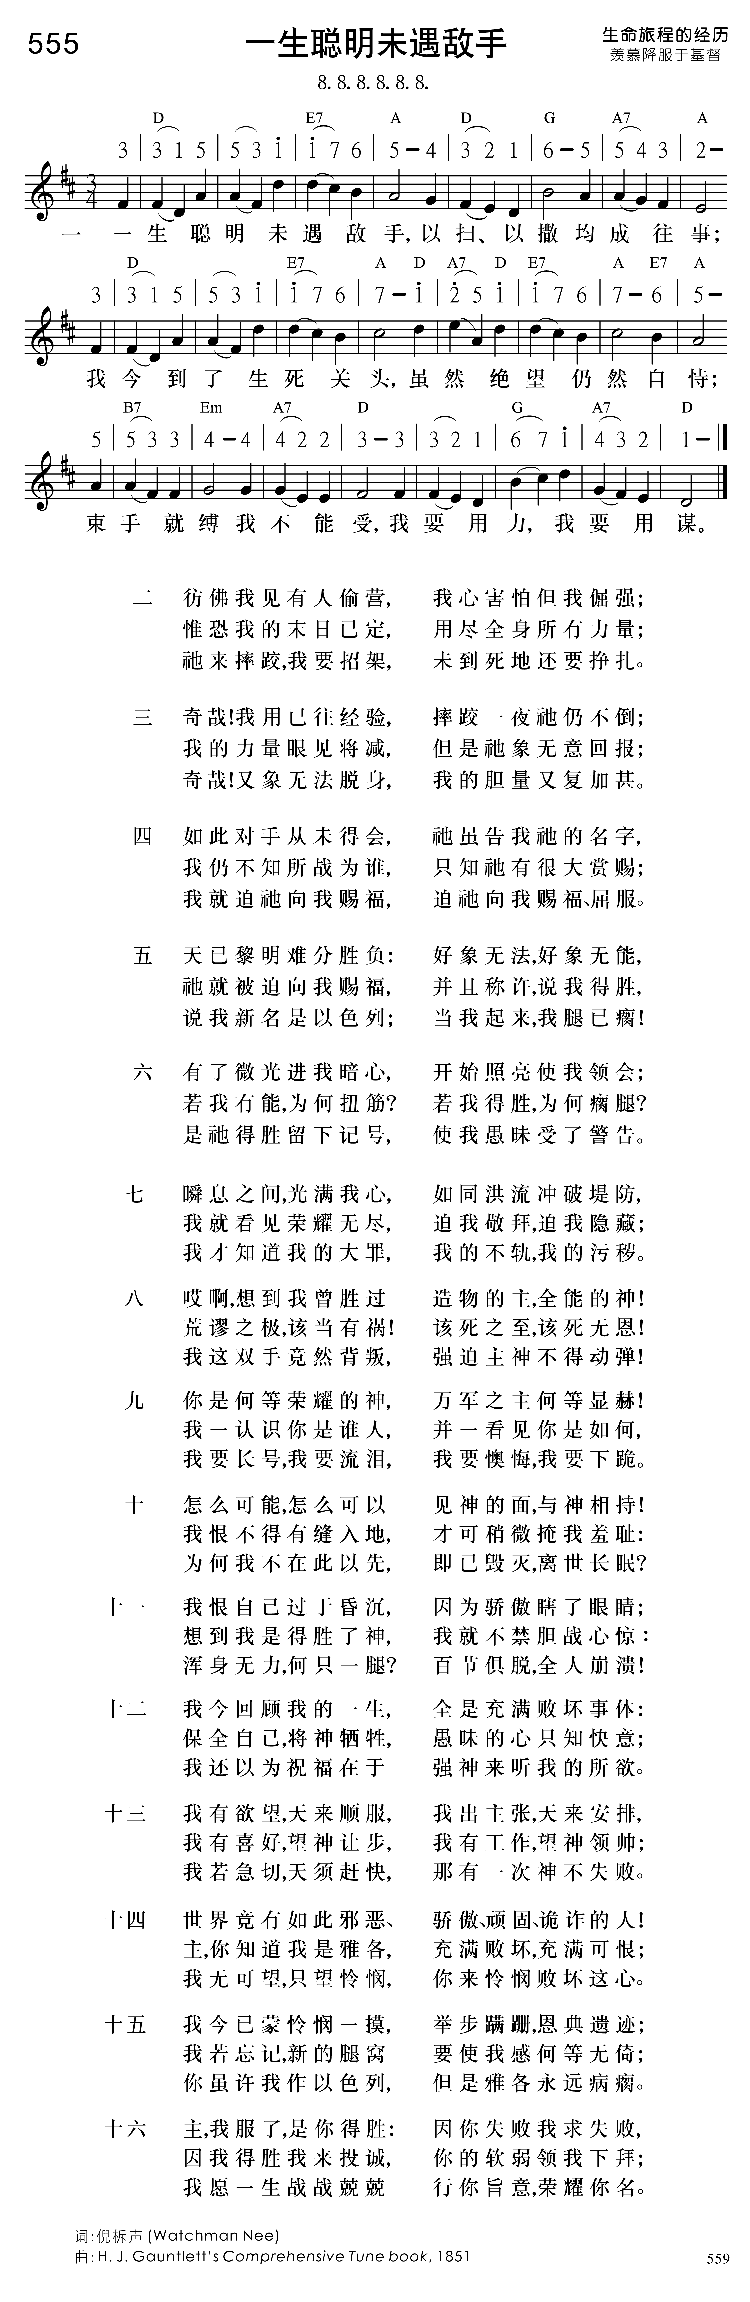 555
一生聪明未遇敌手
生命旅程的经历
羡慕降服于基督
8. 8. 8. 8. 8. 8.
D E7 A D G A7 A
3 | 3 1 5 | 5 3 i | i 7 6 | 5 – 4 | 3 2 1 | 6 – 5 | 5 4 3 | 2 –
3/4
一 一 生 聪 明 未 遇 敌 手, 以 扫、以 撒 均 成 往 事;
D E7 A D A7 D E7 A E7 A
3 | 3 1 5 | 5 3 i | i 7 6 | 7 – i | 2̇ 5 i | i 7 6 | 7 – 6 | 5 –
我 今 到 了 生 死 关 头, 虽 然 绝 望 仍 然 自 恃;
B7 Em A7 D G A7 D
5 | 5 3 3 | 4 – 4 | 4 2 2 | 3 – 3 | 3 2 1 | 6 7 i | 4 3 2 | 1 – ‖
束 手 就 缚 我 不 能 受, 我 要 用 力, 我 要 用 谋。
二 彷佛我见有人偷营, 我心害怕但我倔强;
惟恐我的末日已定, 用尽全身所有力量;
祂来摔跤,我要招架, 未到死地还要挣扎。
三 奇哉!我用已往经验, 摔跤一夜祂仍不倒;
我的力量眼见将减, 但是祂象无意回报;
奇哉!又象无法脱身, 我的胆量又复加甚。
四 如此对手从未得会, 祂虽告我祂的名字,
我仍不知所战为谁, 只知祂有很大赏赐;
我就迫祂向我赐福, 迫祂向我赐福、屈服。
五 天已黎明难分胜负: 好象无法,好象无能,
祂就被迫向我赐福, 并且称许,说我得胜,
说我新名是以色列; 当我起来,我腿已瘸!
六 有了微光进我暗心, 开始照亮使我领会;
若我有能,为何扭筋? 若我得胜,为何瘸腿?
是祂得胜留下记号, 使我愚昧受了警告。
七 瞬息之间,光满我心, 如同洪流冲破堤防,
我就看见荣耀无尽, 迫我敬拜,迫我隐藏;
我才知道我的大罪, 我的不轨,我的污秽。
八 哎啊,想到我曾胜过 造物的主,全能的神!
荒谬之极,该当有祸! 该死之至,该死无恩!
我这双手竟然背叛, 强迫主神不得动弹!
九 你是何等荣耀的神, 万军之主何等显赫!
我一认识你是谁人, 并一看见你是如何,
我要长号,我要流泪, 我要懊悔,我要下跪。
十 怎么可能,怎么可以 见神的面,与神相持!
我恨不得有缝入地, 才可稍微掩我羞耻:
为何我不在此以先, 即已毁灭,离世长眠?
十一 我恨自己过于昏沉, 因为骄傲瞎了眼睛;
想到我是得胜了神, 我就不禁胆战心惊:
浑身无力,何只一腿? 百节俱脱,全人崩溃!
十二 我今回顾我的一生, 全是充满败坏事体:
保全自己,将神牺牲, 愚昧的心只知快意;
我还以为祝福在于 强神来听我的所欲。
十三 我有欲望,天来顺服, 我出主张,天来安排,
我有喜好,望神让步, 我有工作,望神领帅;
我若急切,天须赶快, 那有一次神不失败。
十四 世界竟有如此邪恶、 骄傲、顽固、诡诈的人!
主,你知道我是雅各, 充满败坏,充满可恨;
我无可望,只望怜悯, 你来怜悯败坏这心。
十五 我今已蒙怜悯一摸, 举步蹒跚,恩典遗迹;
我若忘记,新的腿窝 要使我感何等无倚;
你虽许我作以色列, 但是雅各永远病瘸。
十六 主,我服了,是你得胜: 因你失败我求失败,
因我得胜我来投诚, 你的软弱领我下拜;
我愿一生战战兢兢 行你旨意,荣耀你名。
词:倪柝声 (Watchman Nee)
曲: H. J. Gauntlett's Comprehensive Tune book, 1851
559